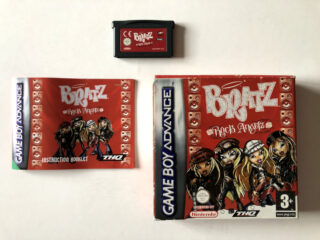 BRATZ
Rock Angelz
GAME BOY ADVANCE
BRATZ
Rock Angelz
INSTRUCTION BOOKLET
THQ
GAME BOY ADVANCE
BRATZ
Rock Angelz
Nintendo
THQ
3+